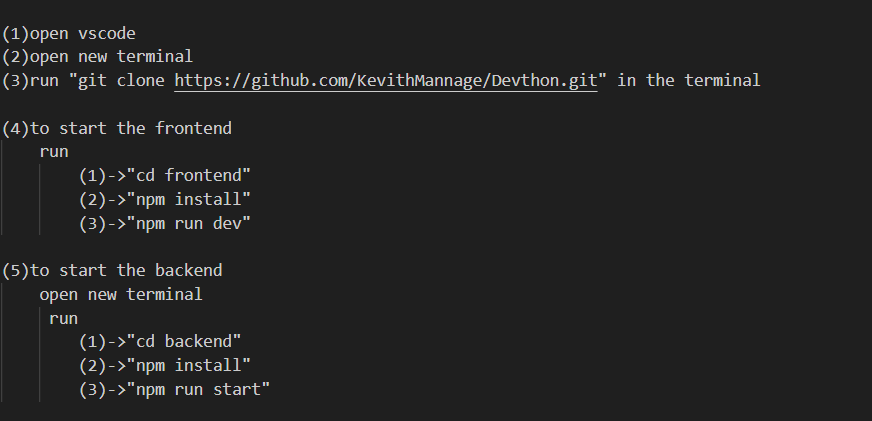 (1)open vscode
(2)open new terminal
(3)run "git clone https://github.com/KevithMannage/Devthon.git" in the terminal
(4)to start the frontend
run
(1)->"cd frontend"
(2)->"npm install"
(3)->"npm run dev"
(5)to start the backend
open new terminal
run
(1)->"cd backend"
(2)->"npm install"
(3)->"npm run start"